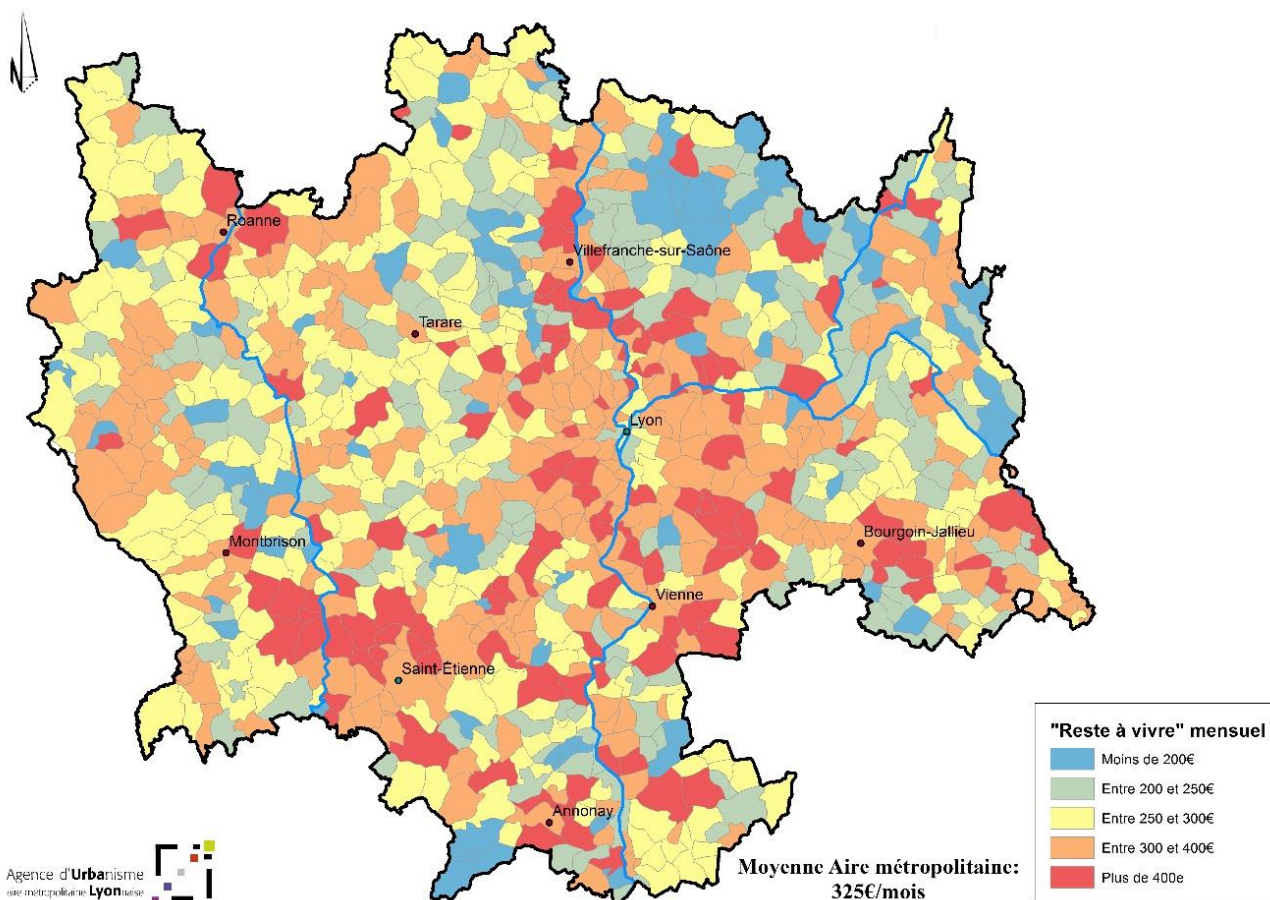 N
Roanne
Villefranche-sur-Saône
Tarare
Lyon
Montbrison
Bourgoin-Jallieu
Vienne
Saint-Étienne
Annonay
"Reste à vivre" mensuel
Moins de 200€
Entre 200 et 250€
Entre 250 et 300€
Entre 300 et 400€
Plus de 400e
Moyenne Aire métropolitaine:
325€/mois
Agence d'Urbanisme
aire métropolitaine Lyonnaise